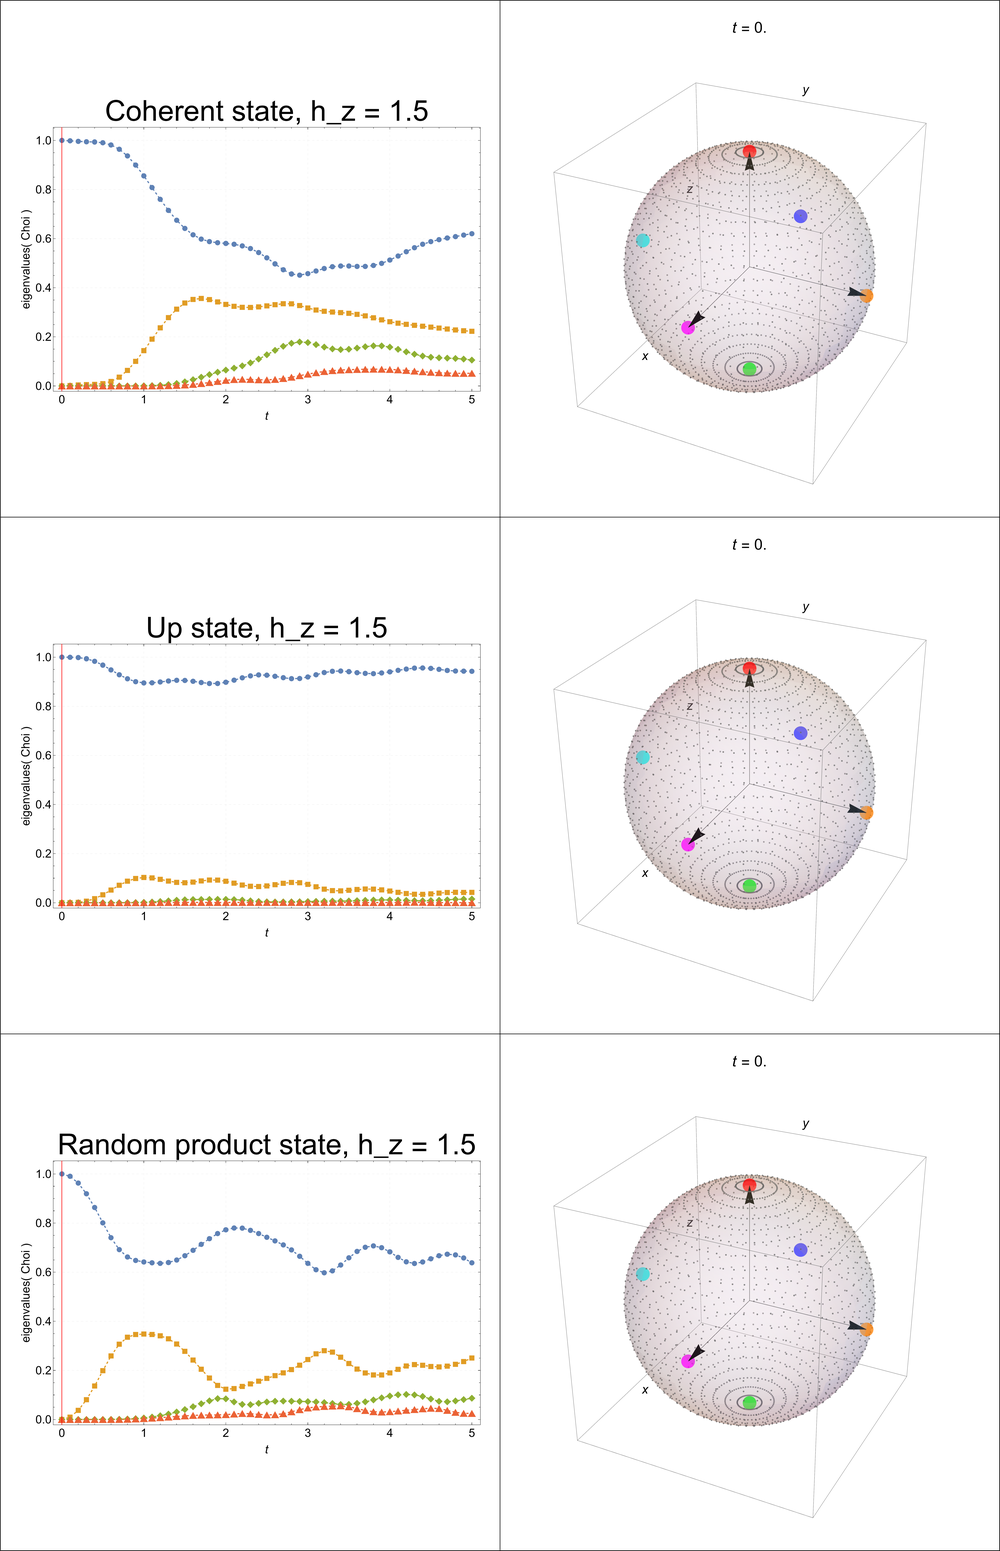 t = 0.
Coherent state, h_z = 1.5
y
1.0
0.8
z
0.6
eigenvalues( Choi )
0.4
x
0.2
0.0
0 1 2 3 4 5
t
t = 0.
Up state, h_z = 1.5
y
1.0
0.8
z
0.6
eigenvalues( Choi )
0.4
x
0.2
0.0
0 1 2 3 4 5
t
t = 0.
Random product state, h_z = 1.5
y
1.0
0.8
z
0.6
eigenvalues( Choi )
0.4
x
0.2
0.0
0 1 2 3 4 5
t